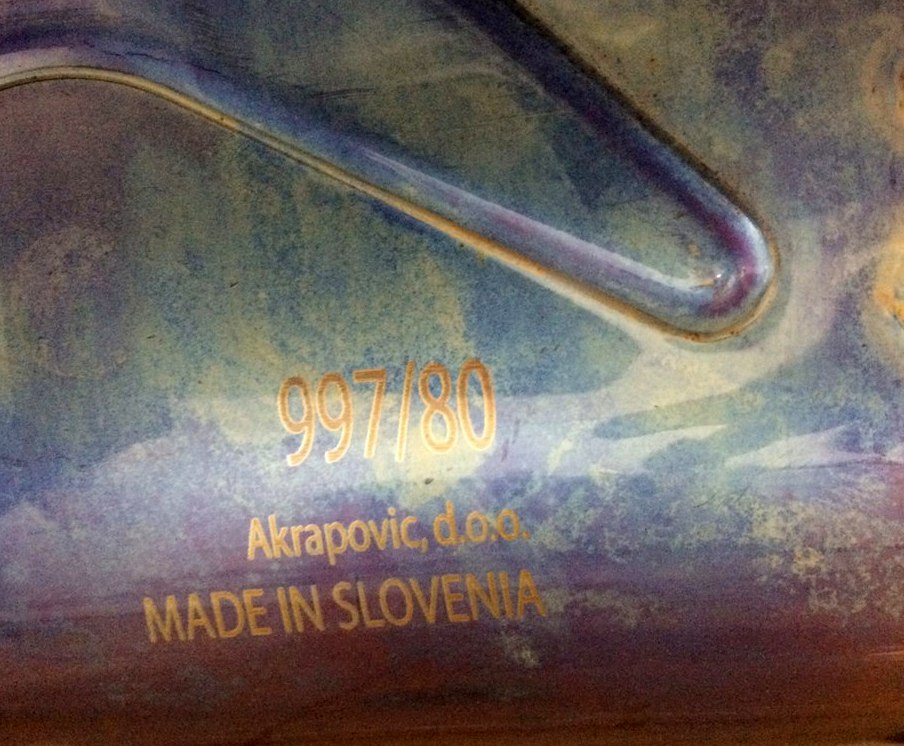 997/80
Akrapovic, d.o.o.
MADE IN SLOVENIA